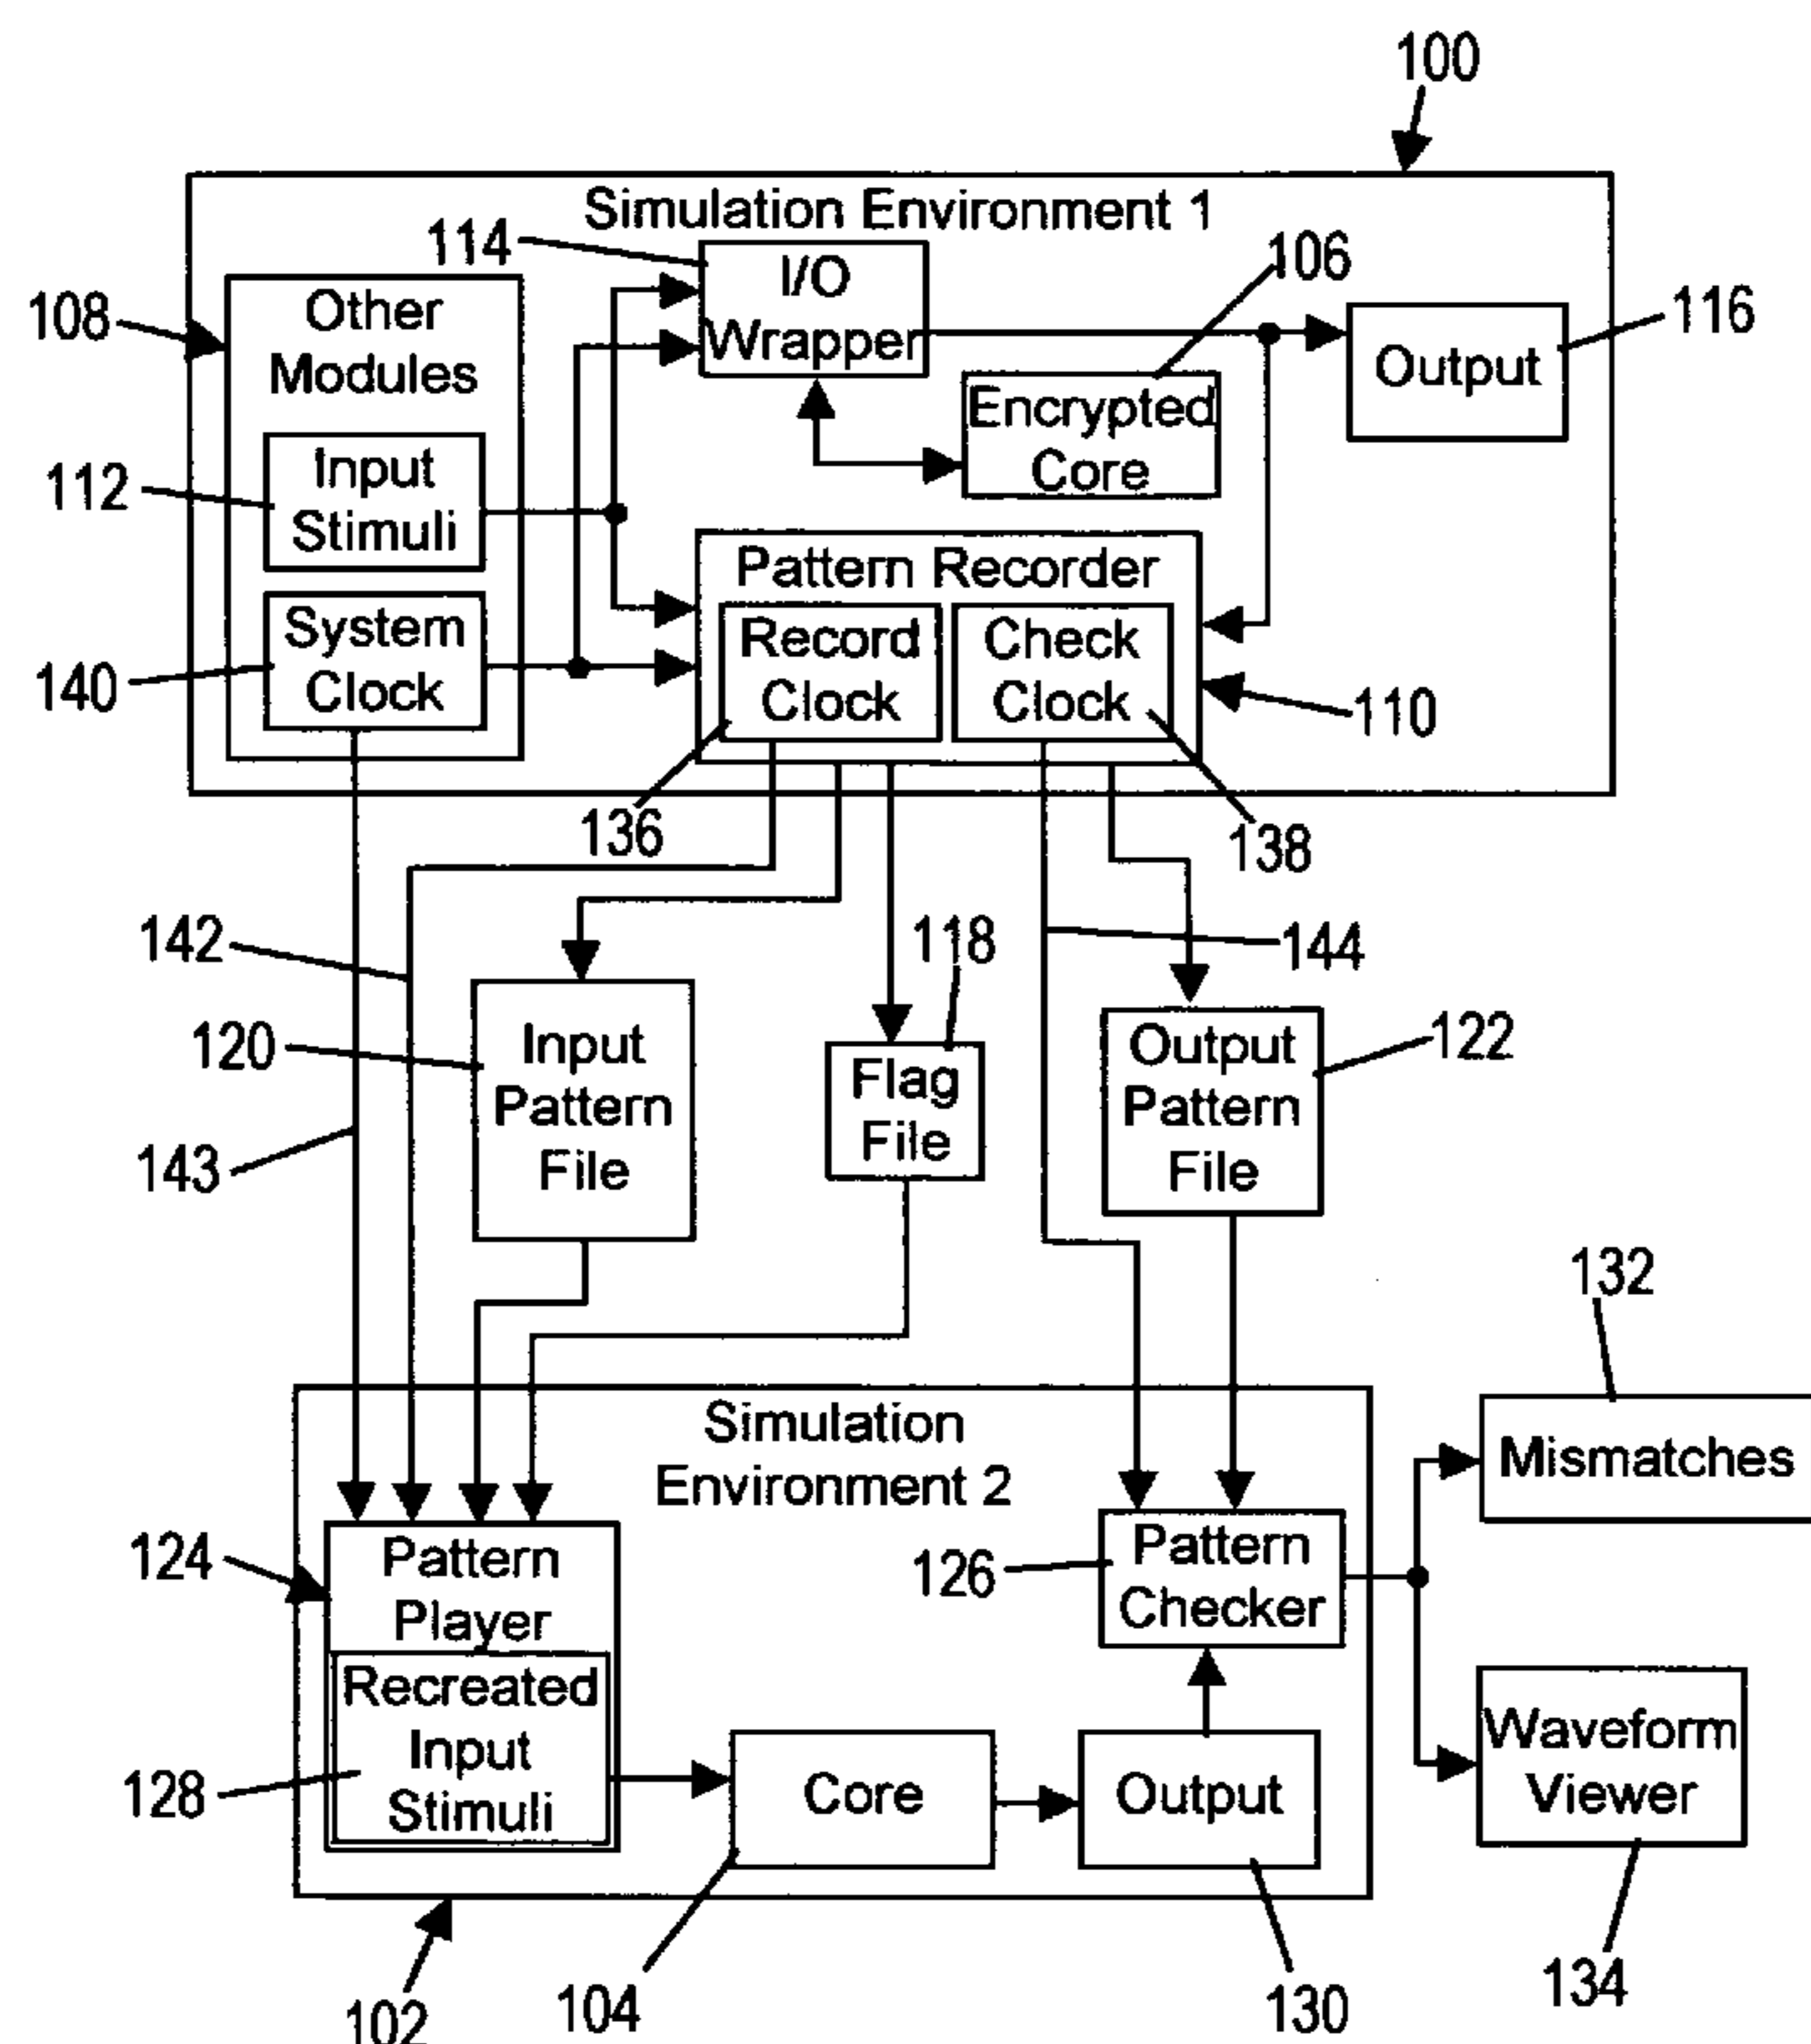 100
Simulation Environment 1
114
I/O
Wrapper
106
108
Other
Modules
116
Output
Encrypted
Core
112
Input
Stimuli
Pattern Recorder
140
System
Clock
Record
Clock
Check
Clock
110
136
138
142
118
144
120
Input
Pattern
File
Flag
File
Output
Pattern
File
122
143
132
Simulation
Environment 2
Mismatches
124
Pattern
Player
126
Pattern
Checker
128
Recreated
Input
Stimuli
Core
Output
Waveform
Viewer
102
104
130
134